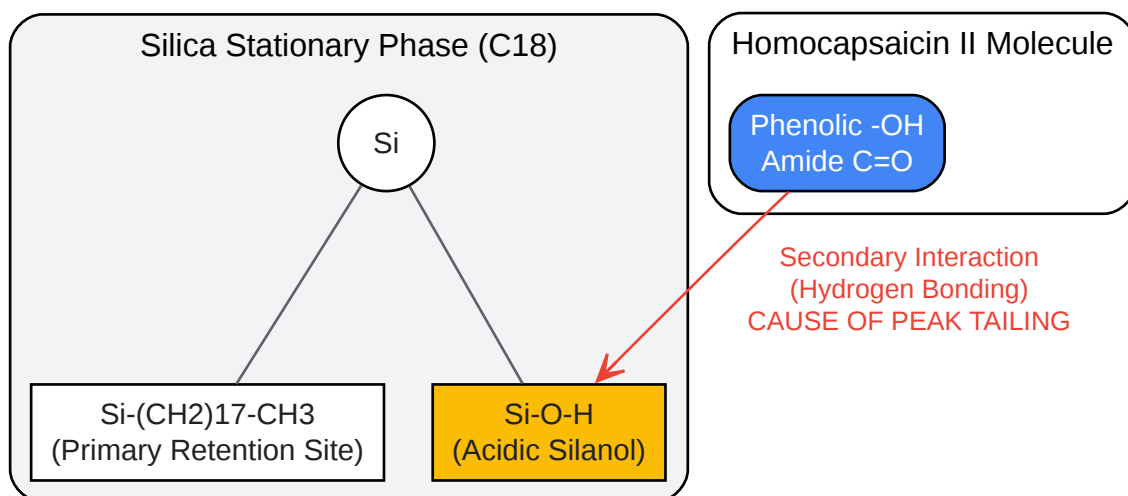 Silica Stationary Phase (C18)
Si
Si-(CH2)17-CH3
(Primary Retention Site)
Si-O-H
(Acidic Silanol)
Homocapsaicin II Molecule
Phenolic -OH
Amide C=O
Secondary Interaction
(Hydrogen Bonding)
CAUSE OF PEAK TAILING